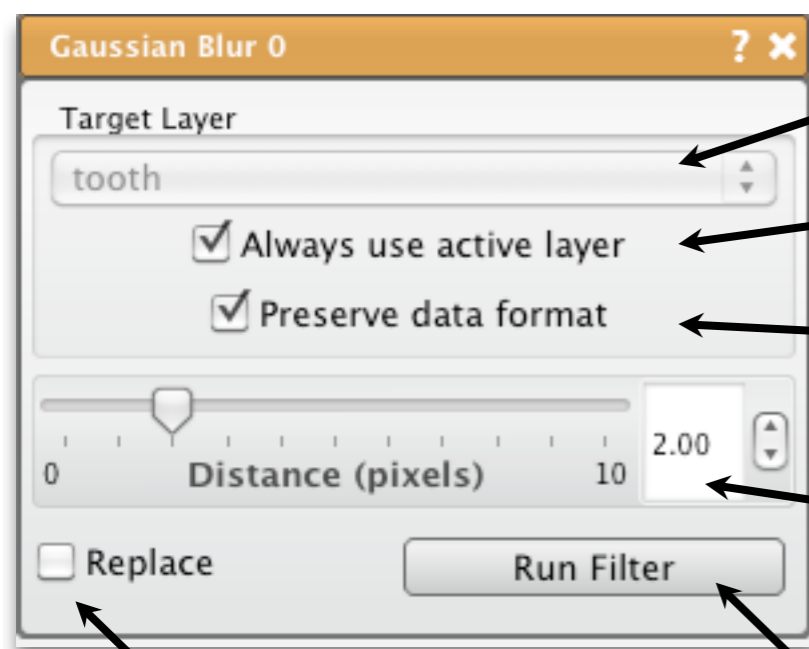 Gaussian Blur 0 ? ×
Target Layer
tooth
Always use active layer
Preserve data format
2.00
0 Distance (pixels) 10
Replace Run Filter